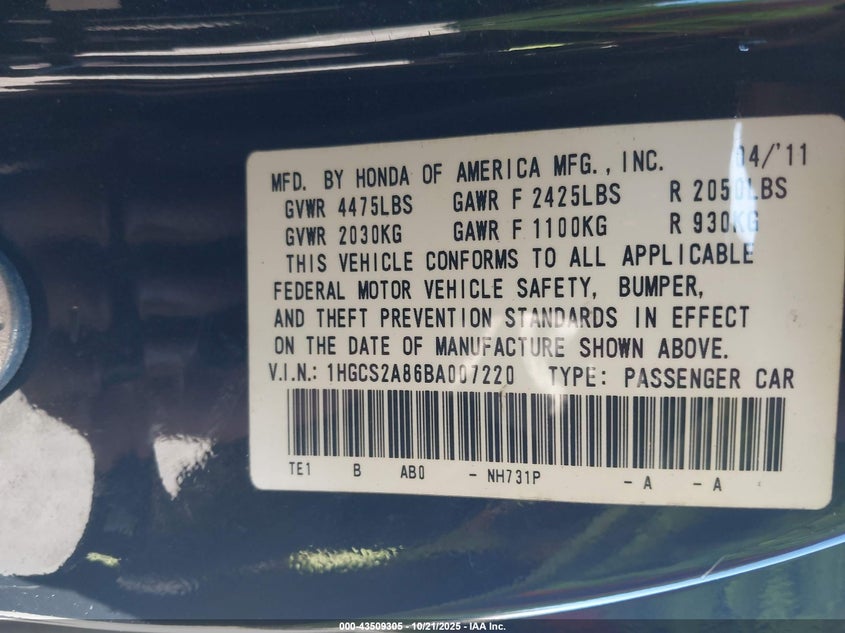 MFD. BY HONDA OF AMERICA MFG., INC. 04/'11
GVWR 4475LBS GAWR F 2425LBS R 2050LBS
GVWR 2030KG GAWR F 1100KG R 930KG
THIS VEHICLE CONFORMS TO ALL APPLICABLE
FEDERAL MOTOR VEHICLE SAFETY, BUMPER,
AND THEFT PREVENTION STANDARDS IN EFFECT
ON THE DATE OF MANUFACTURE SHOWN ABOVE.
V.I.N.: 1HGCS2A86BA007220 TYPE: PASSENGER CAR
TE1 B AB0 - NH731P - A - A
000-43509305 - 10/21/2025 - IAA Inc.